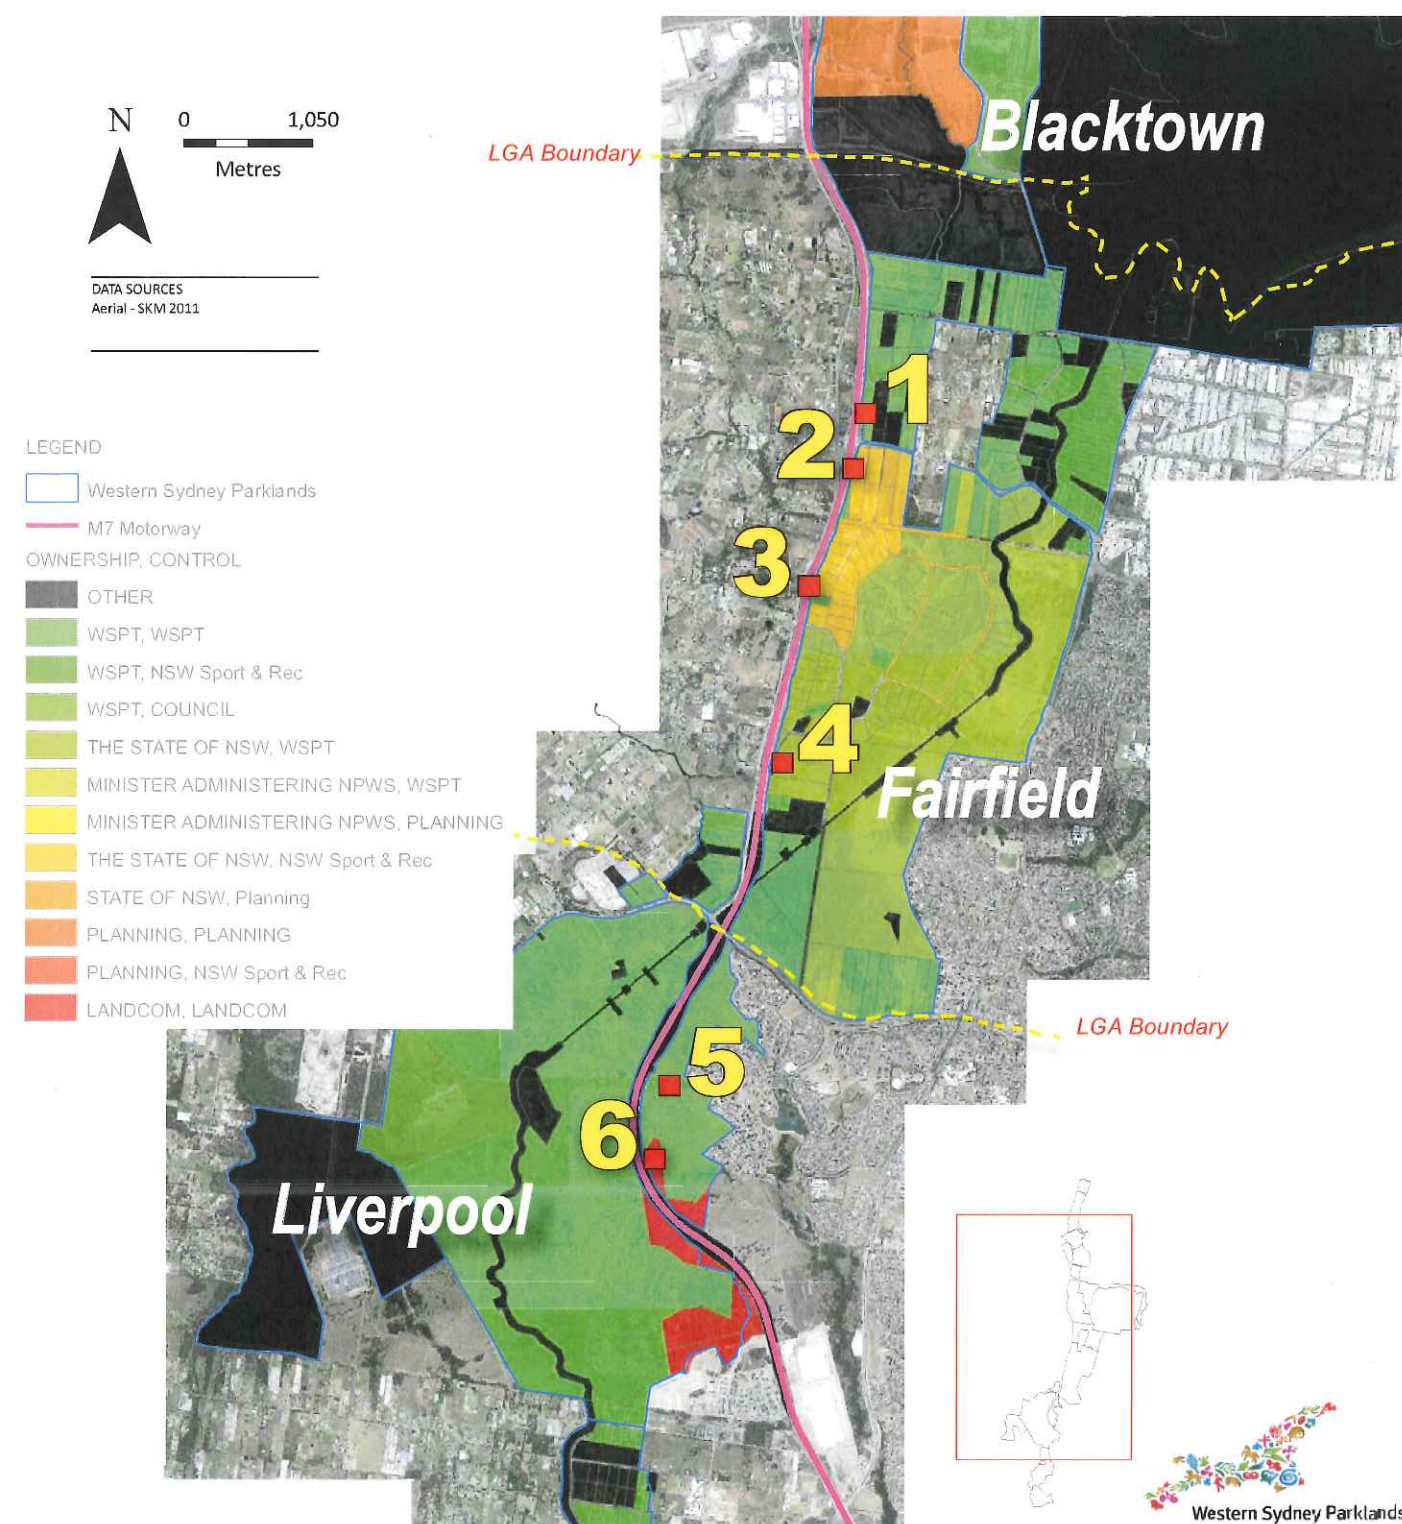 N
0 1,050
Metres
DATA SOURCES
Aerial - SKM 2011
LEGEND
Western Sydney Parklands
M7 Motorway
OWNERSHIP, CONTROL
OTHER
WSPT, WSPT
WSPT, NSW Sport & Rec
WSPT, COUNCIL
THE STATE OF NSW, WSPT
MINISTER ADMINISTERING NPWS, WSPT
MINISTER ADMINISTERING NPWS, PLANNING
THE STATE OF NSW, NSW Sport & Rec
STATE OF NSW, Planning
PLANNING, PLANNING
PLANNING, NSW Sport & Rec
LANDCOM, LANDCOM
Blacktown
LGA Boundary
1
2
3
4
Fairfield
LGA Boundary
5
6
Liverpool
Western Sydney Parklands